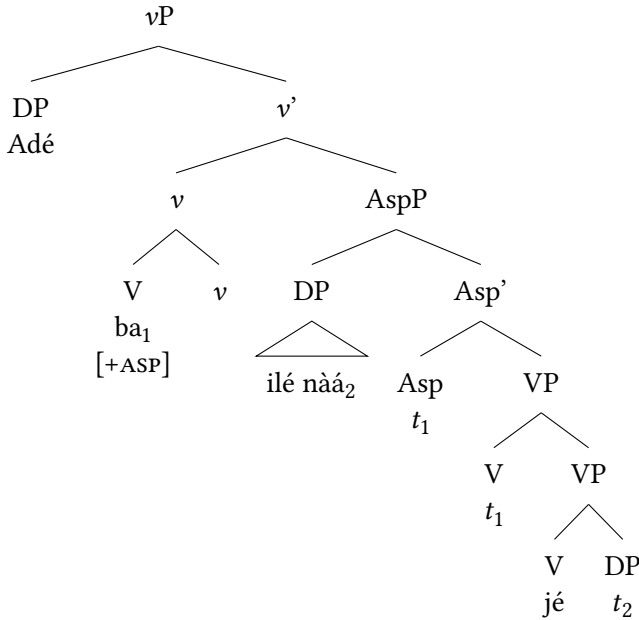 vP
DP
Adé
v’
v
AspP
V
ba₁
[+ASP]
v
DP
ilé nàá₂
Asp’
Asp
t₁
VP
V
t₁
VP
V
jé
DP
t₂